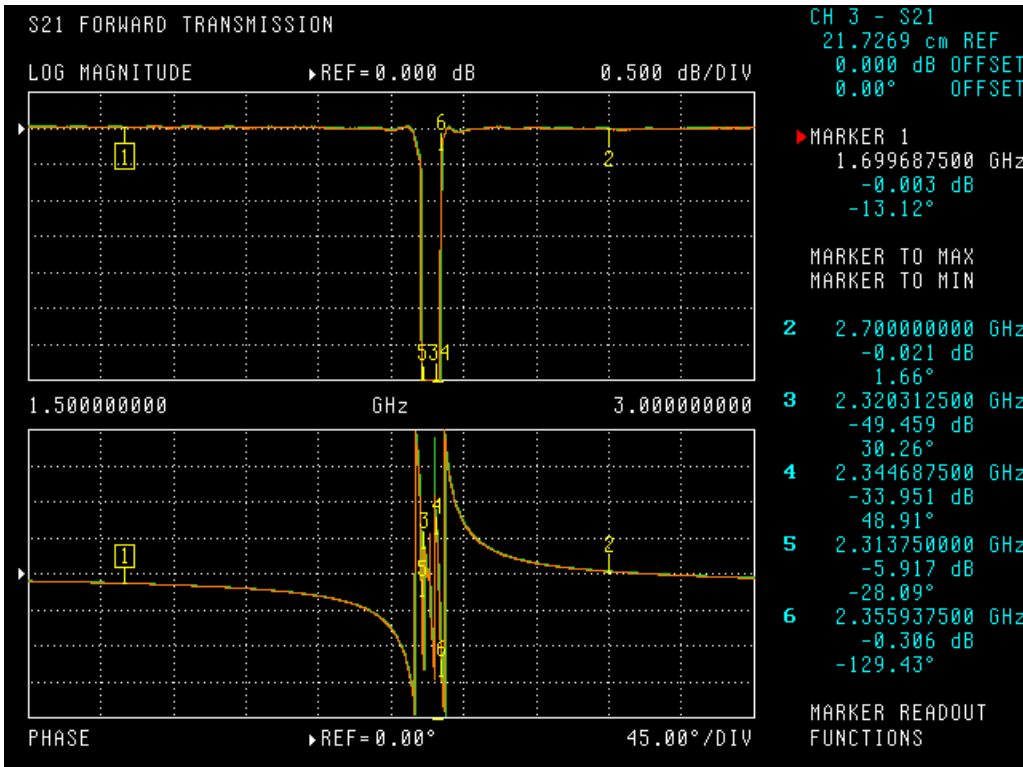 S21 FORWARD TRANSMISSION
LOG MAGNITUDE ▸REF=0.000 dB 0.500 dB/DIV
6
1
2
534
1.500000000 GHz 3.000000000
1
2
3
4
5
6
PHASE ▸REF=0.00° 45.00°/DIV
CH 3 - S21
21.7269 cm REF
0.000 dB OFFSET
0.00° OFFSET
▸MARKER 1
1.699687500 GHz
-0.003 dB
-13.12°
MARKER TO MAX
MARKER TO MIN
2 2.700000000 GHz
-0.021 dB
1.66°
3 2.320312500 GHz
-49.459 dB
30.26°
4 2.344687500 GHz
-33.951 dB
48.91°
5 2.313750000 GHz
-5.917 dB
-28.09°
6 2.355937500 GHz
-0.306 dB
-129.43°
MARKER READOUT
FUNCTIONS